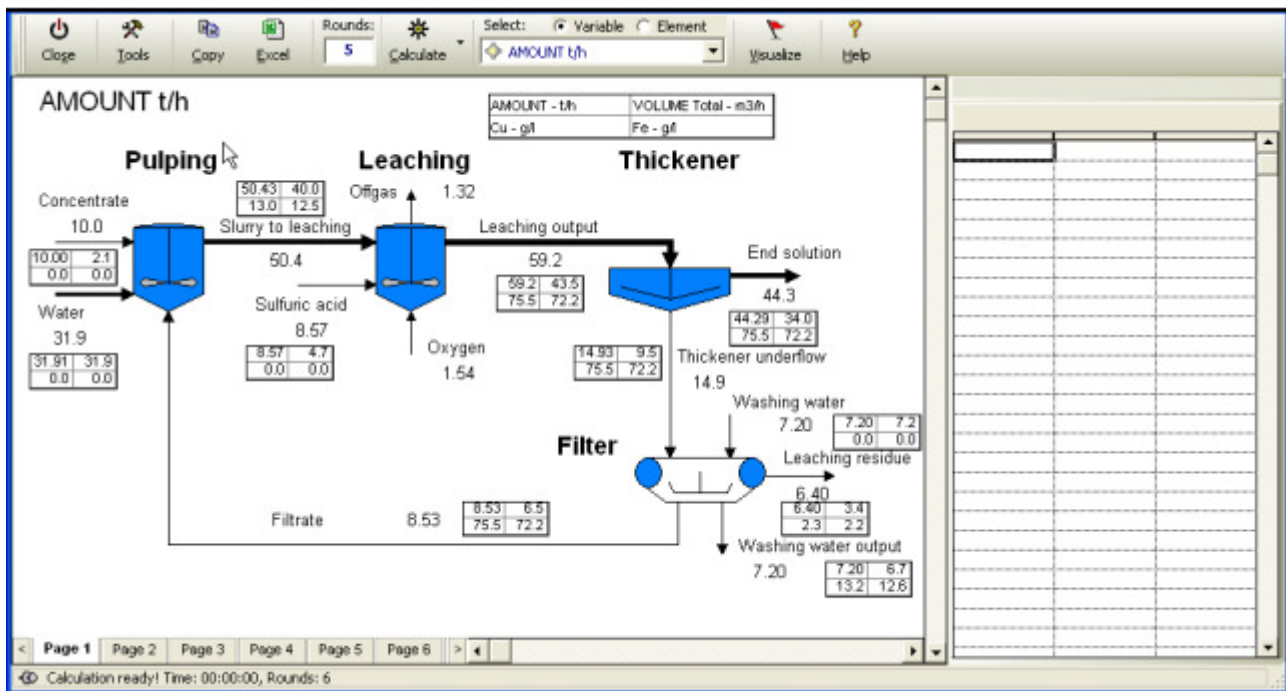 Close Tools Copy Excel Rounds: 5 Calculate Select: Variable Element AMOUNT t/h Visualize Help
AMOUNT t/h
AMOUNT - t/h VOLUME Total - m3/h
Cu - g/l Fe - g/l
Pulping Leaching Thickener
Concentrate
10.0
10.00 2.1
0.0 0.0
Water
31.9
31.91 31.9
0.0 0.0
50.43 40.0
13.0 12.5
Slurry to leaching
50.4
Offgas 1.32
Sulfuric acid
8.57
8.57 4.7
0.0 0.0
Oxygen
1.54
Leaching output
59.2
59.2 43.5
75.5 72.2
End solution
44.3
44.29 34.0
75.5 72.2
14.93 9.5
75.5 72.2
Thickener underflow
14.9
Washing water
7.20
7.20 7.2
0.0 0.0
Filter
Leaching residue
6.40
6.40 3.4
2.3 2.2
Filtrate 8.53
8.53 6.5
75.5 72.2
Washing water output
7.20
7.20 6.7
13.2 12.6
Page 1 Page 2 Page 3 Page 4 Page 5 Page 6
Calculation ready! Time: 00:00:00, Rounds: 6